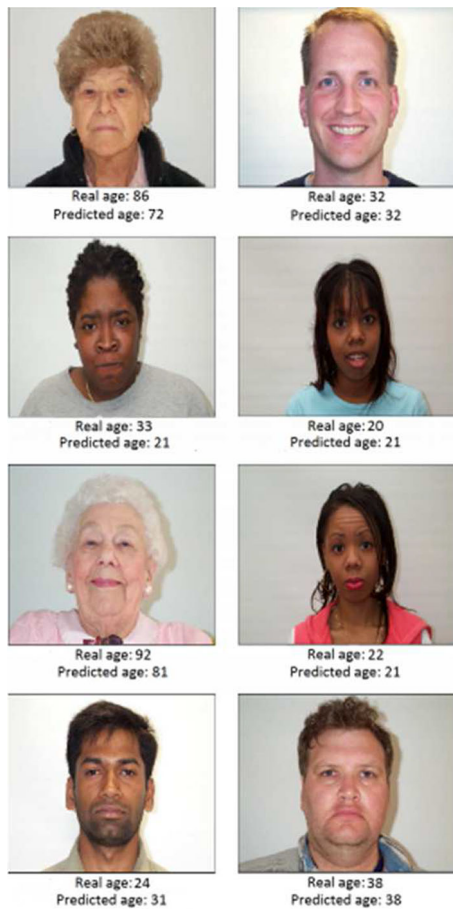 Real age: 86
Predicted age: 72
Real age: 32
Predicted age: 32
Real age: 33
Predicted age: 21
Real age: 20
Predicted age: 21
Real age: 92
Predicted age: 81
Real age: 22
Predicted age: 21
Real age:24
Predicted age: 31
Real age: 38
Predicted age: 38